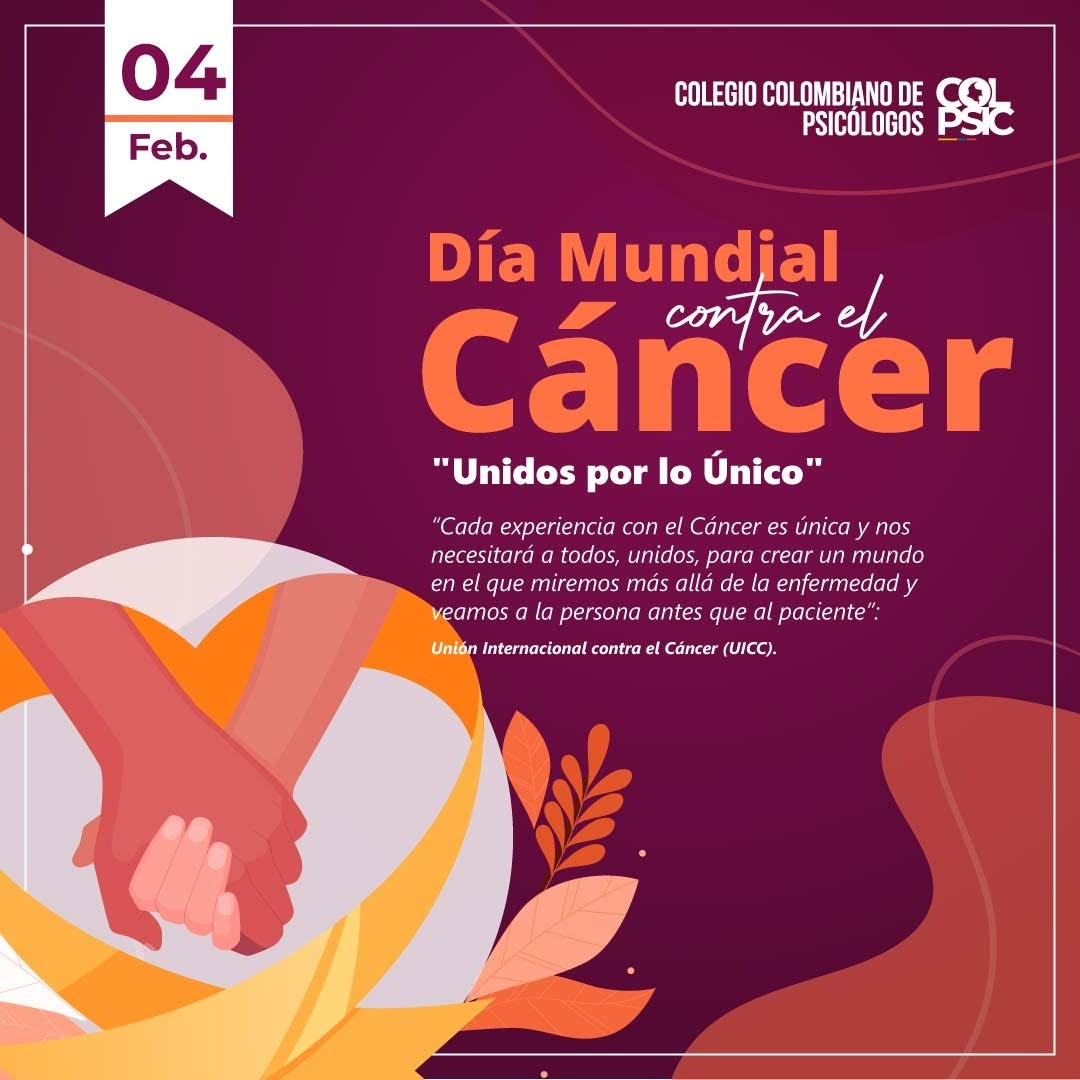 04
Feb.
COLEGIO COLOMBIANO DE
PSICÓLOGOS
COL
PSIC
Día Mundial
contra el
Cáncer
"Unidos por lo Único"
“Cada experiencia con el Cáncer es única y nos
necesitará a todos, unidos, para crear un mundo
en el que miremos más allá de la enfermedad y
veamos a la persona antes que al paciente”:
Unión Internacional contra el Cáncer (UICC).